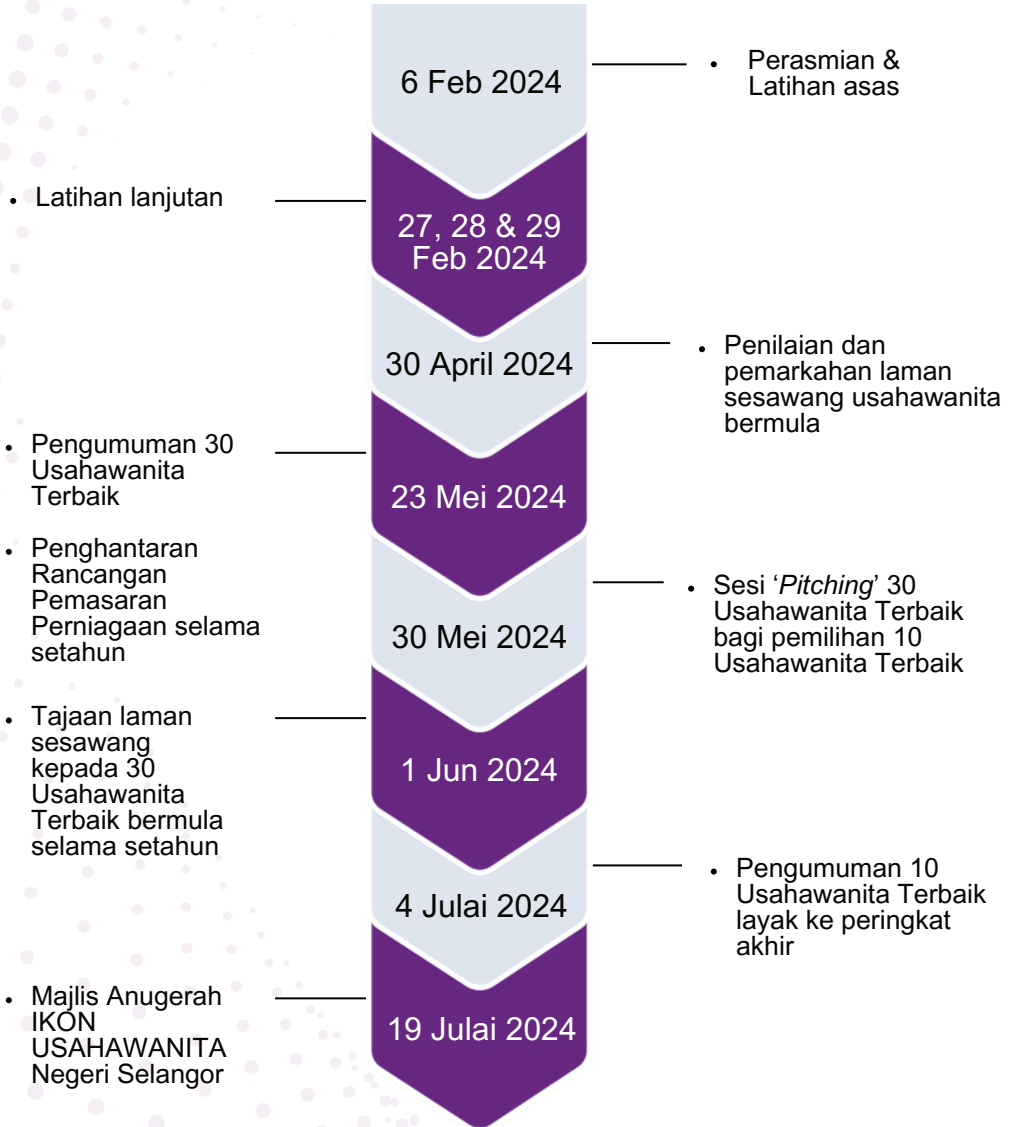 6 Feb 2024
• Perasmian &
Latihan asas
• Latihan lanjutan
27, 28 & 29
Feb 2024
30 April 2024
• Penilaian dan
pemarkahan laman
sesawang usahawanita
bermula
• Pengumuman 30
Usahawanita
Terbaik
23 Mei 2024
• Penghantaran
Rancangan
Pemasaran
Perniagaan selama
setahun
30 Mei 2024
• Sesi ‘Pitching’ 30
Usahawanita Terbaik
bagi pemilihan 10
Usahawanita Terbaik
• Tajaan laman
sesawang
kepada 30
Usahawanita
Terbaik bermula
selama setahun
1 Jun 2024
4 Julai 2024
• Pengumuman 10
Usahawanita Terbaik
layak ke peringkat
akhir
• Majlis Anugerah
IKON
USAHAWANITA
Negeri Selangor
19 Julai 2024